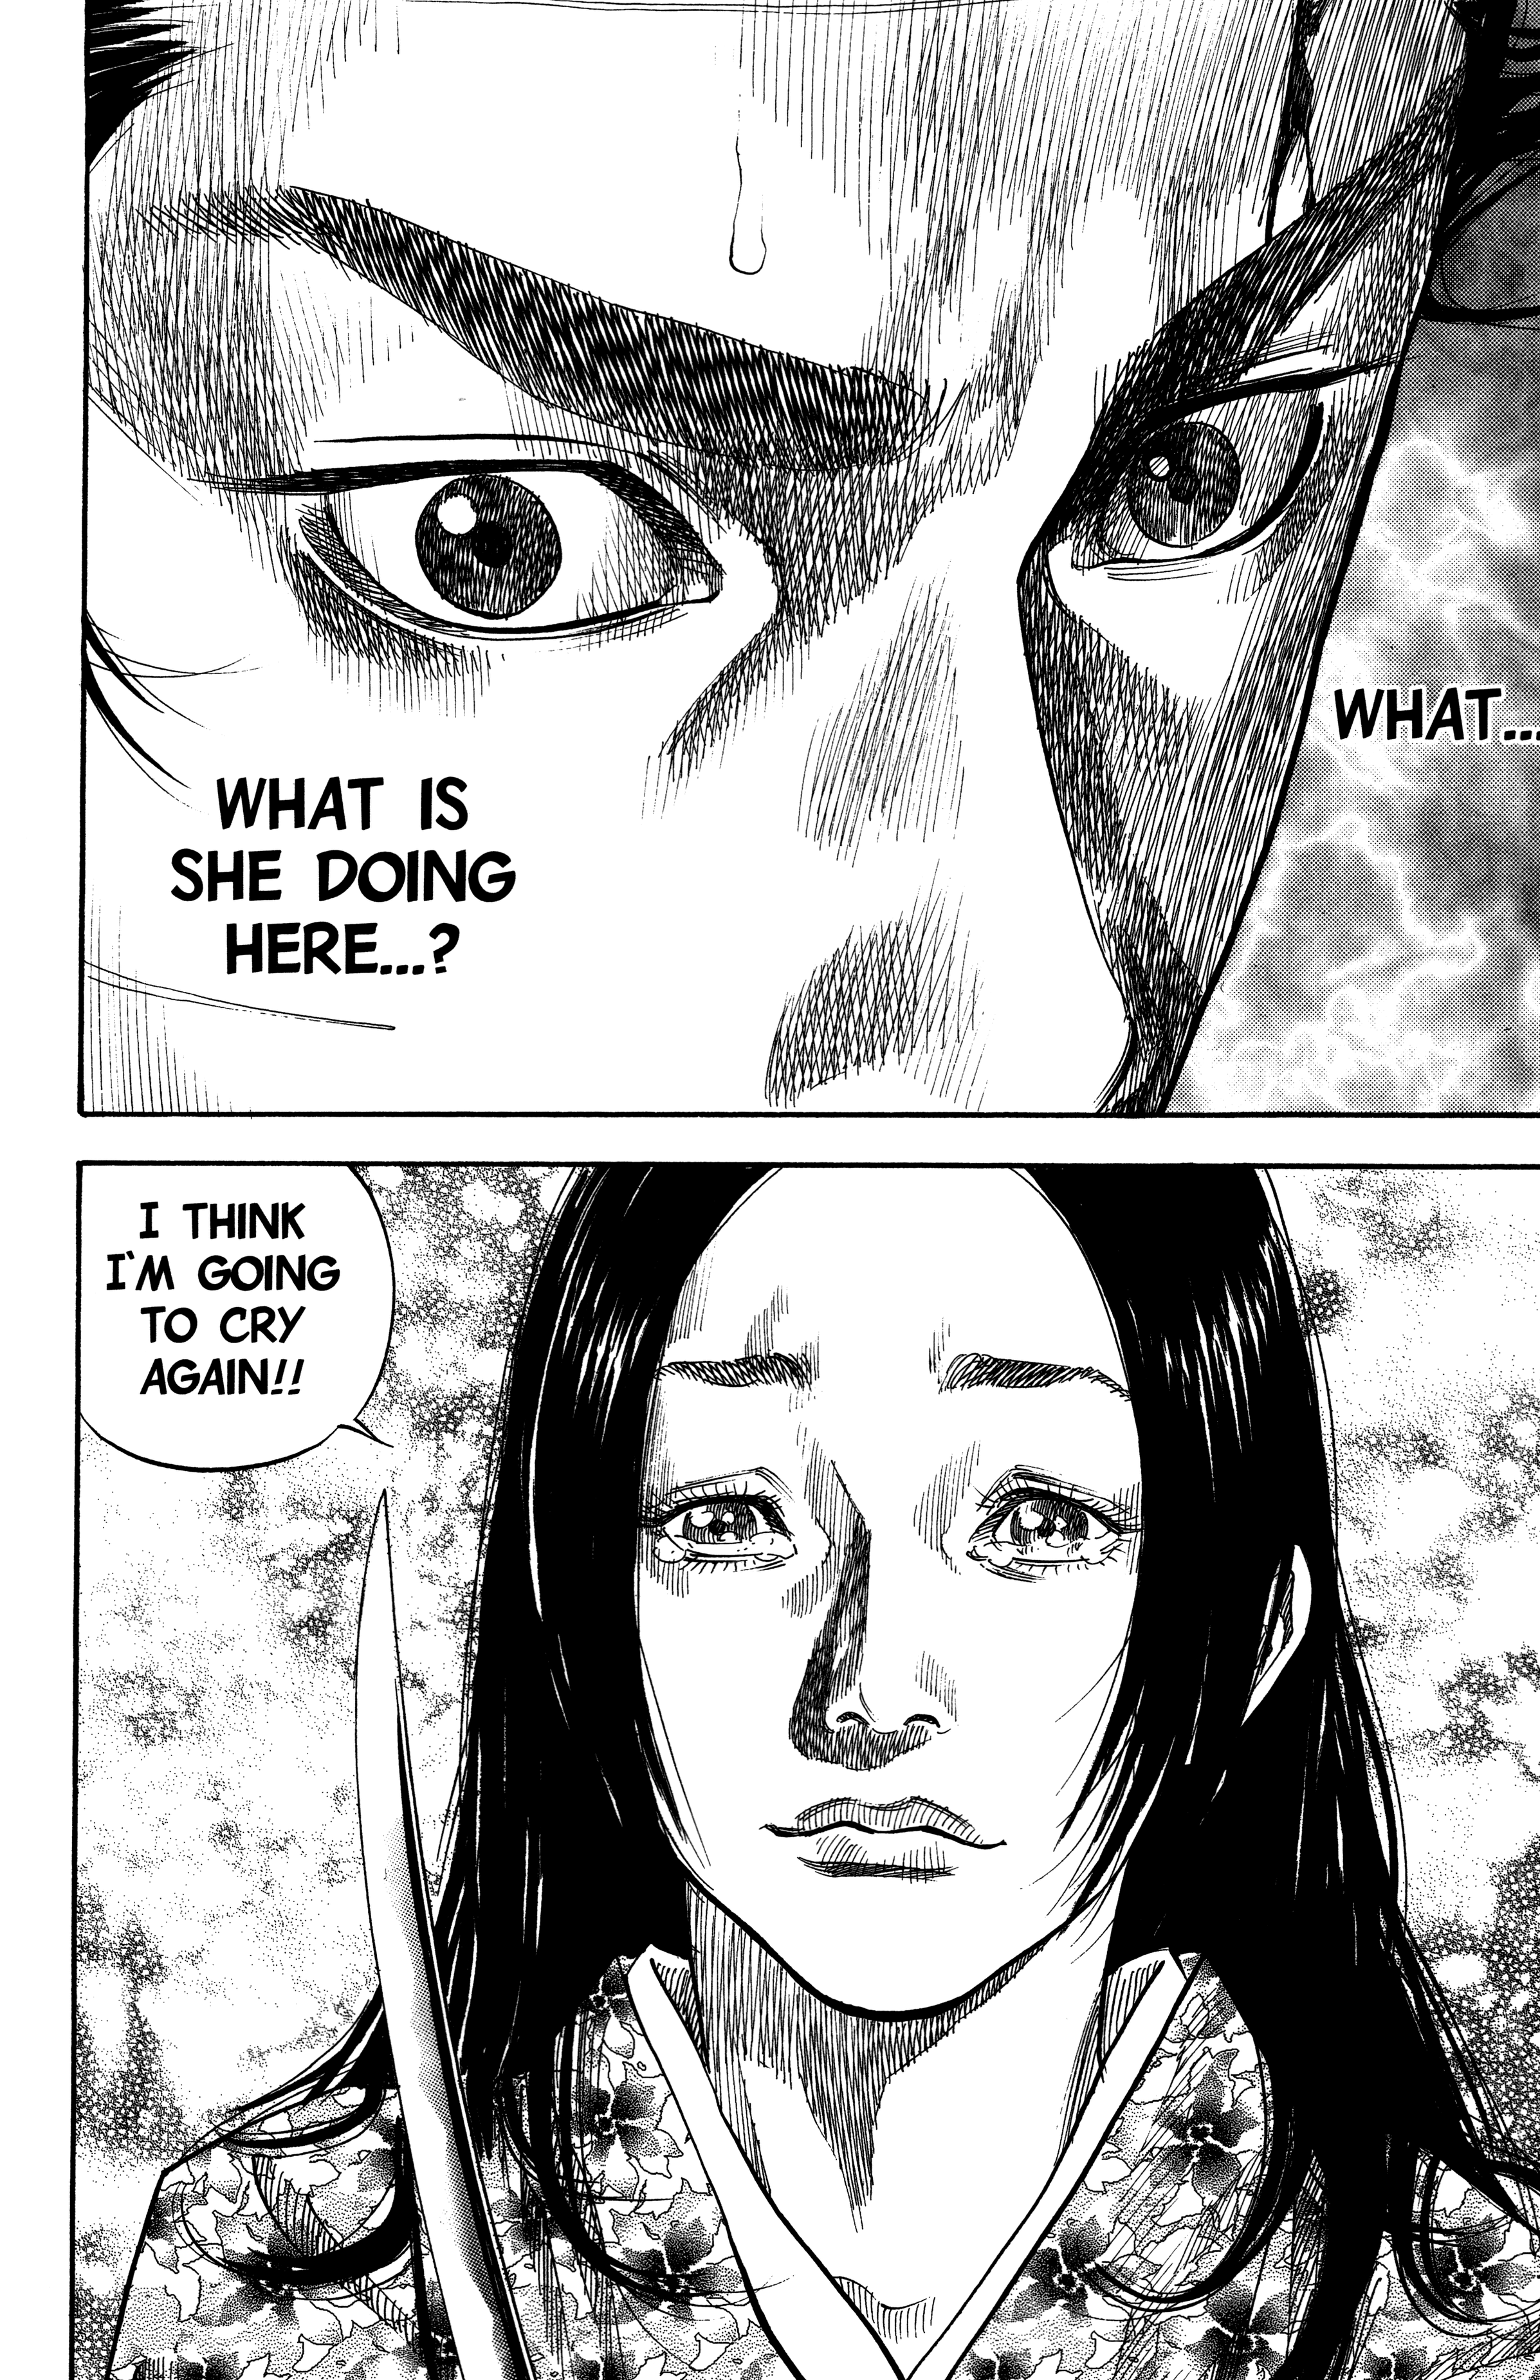 WHAT...
WHAT IS
SHE DOING
HERE...?
I THINK
I'M GOING
TO CRY
AGAIN!!